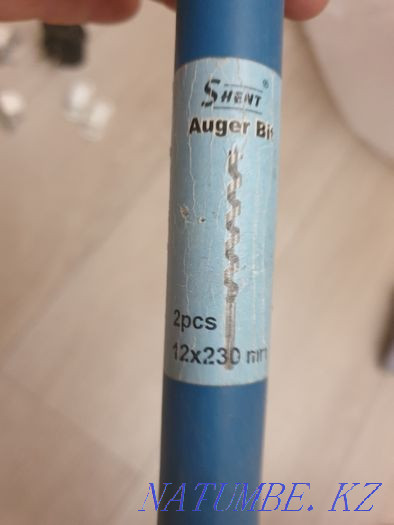 SHENT®
Auger Bit
2pcs
12x230 mm
NATUMBE. KZ